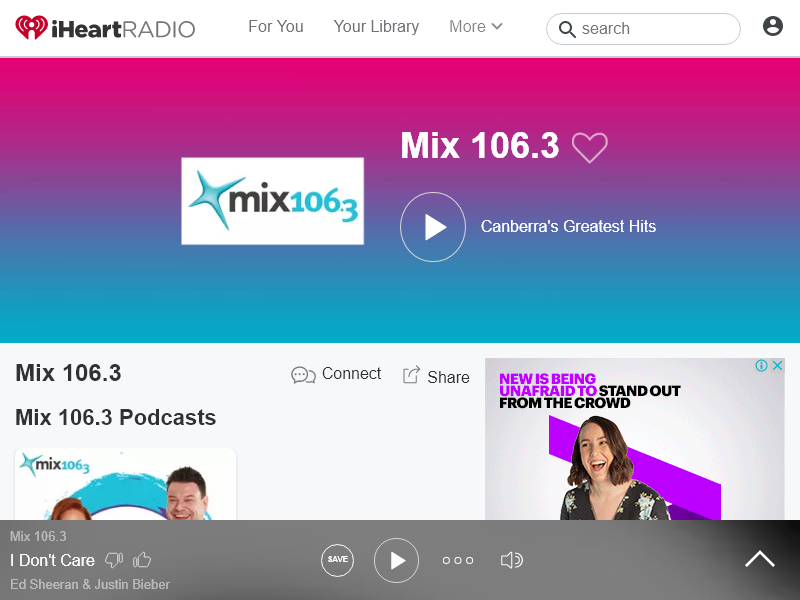 iHeartRADIO
For You
Your Library
More
search
Mix 106.3
mix106.3
Canberra's Greatest Hits
Mix 106.3
Connect
Share
Mix 106.3 Podcasts
mix106.3
NEW IS BEING
UNAFRAID TO STAND OUT
FROM THE CROWD
Mix 106.3
I Don't Care
Ed Sheeran & Justin Bieber
SAVE